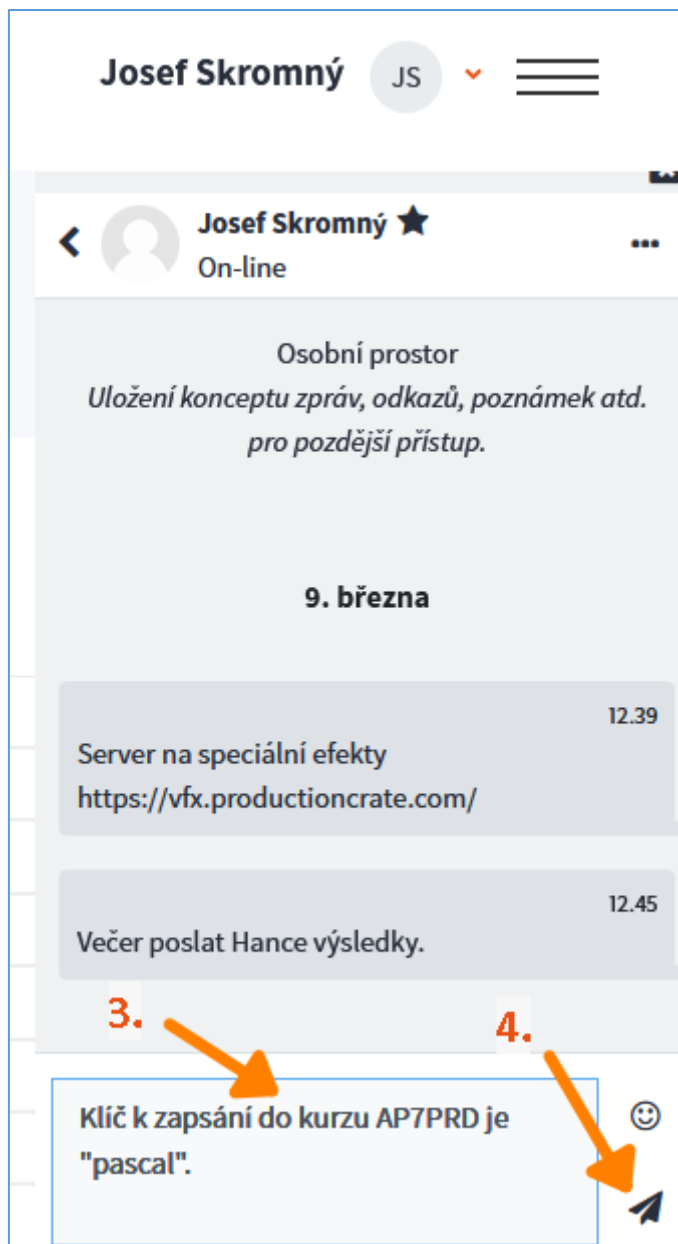 Josef Skromný JS
Josef Skromný
On-line
Osobní prostor
Uložení konceptu zpráv, odkazů, poznámek atd.
pro pozdější přístup.
9. března
12.39
Server na speciální efekty
https://vfx.productioncrate.com/
12.45
Večer poslat Hance výsledky.
3.
4.
Klíč k zapsání do kurzu AP7PRD je
"pascal".